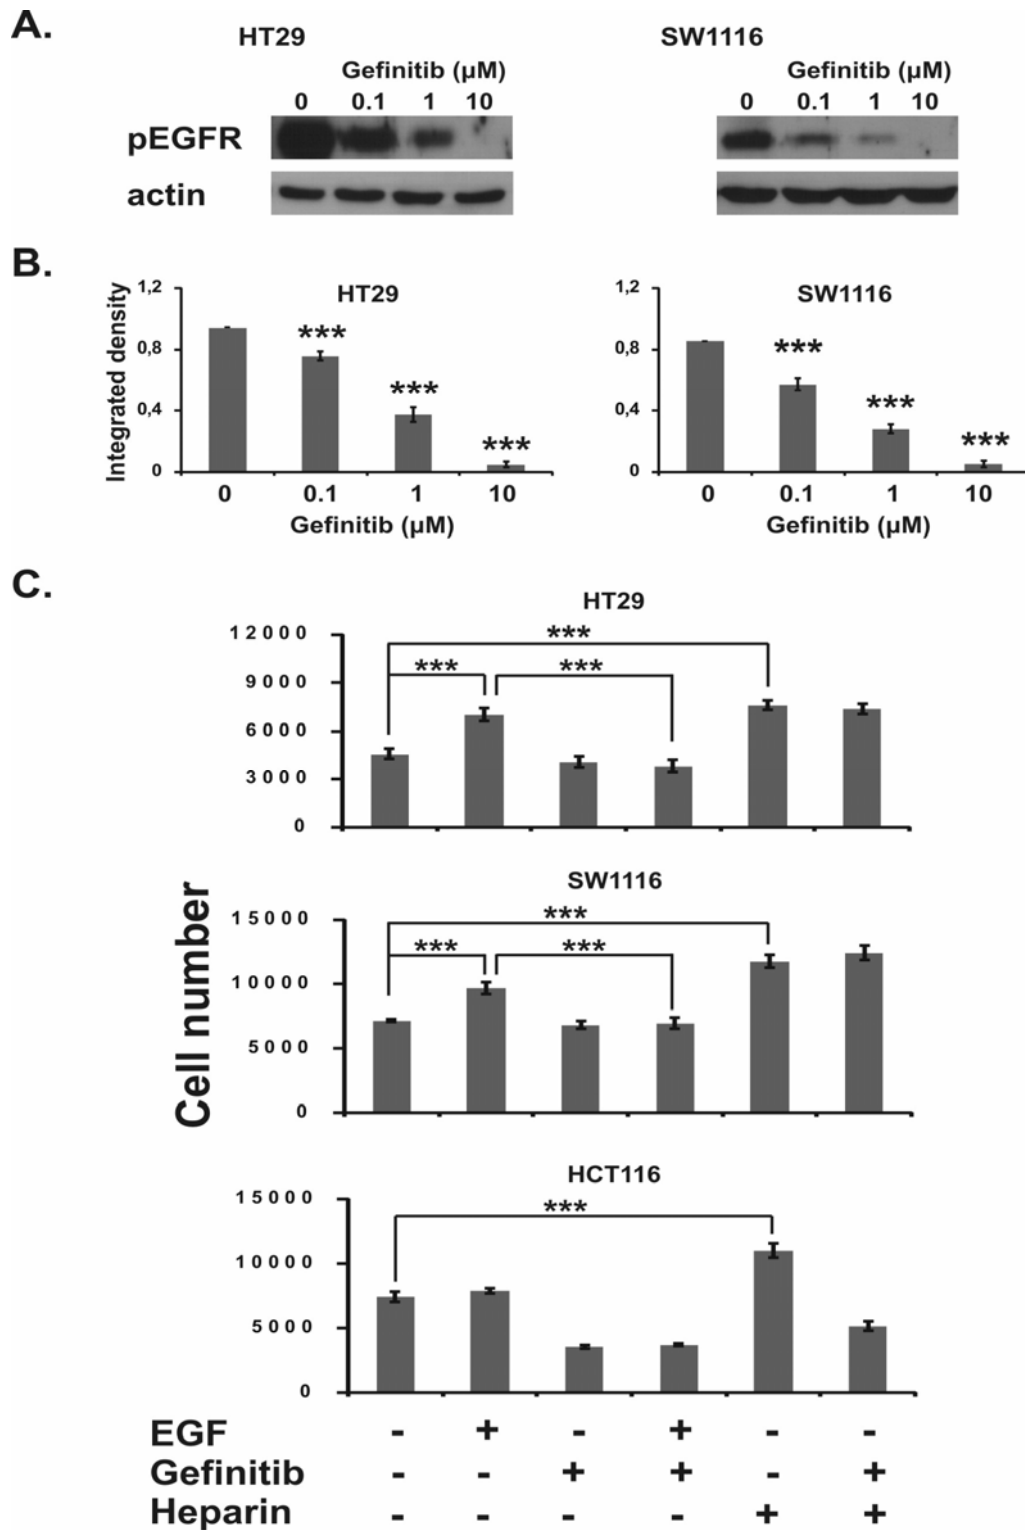 A.
HT29 SW1116
Gefinitib (µM) Gefinitib (µM)
0 0.1 1 10 0 0.1 1 10
pEGFR
actin
B.
Integrated density
1,2 HT29 1,2 SW1116
0,8 *** 0,8 ***
0,4 *** 0,4 ***
0 *** 0 ***
0 0.1 1 10 0 0.1 1 10
Gefinitib (µM) Gefinitib (µM)
C.
Cell number
HT29
12000 ***
9000 *** ***
6000
3000
0
SW1116
15000 ***
*** ***
10000
5000
0
HCT116
15000 ***
10000
5000
0
EGF - + - + - -
Gefinitib - - + + - +
Heparin - - - - + +